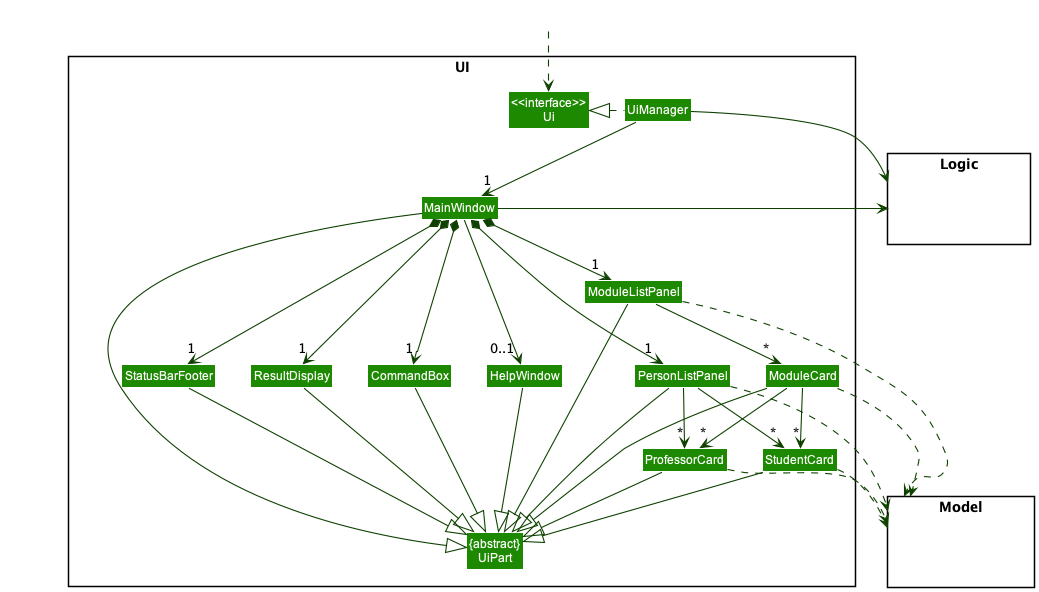 UI
<<interface>>
Ui
UiManager
Logic
1
MainWindow
1
ModuleListPanel
1
1
1
0..1
1
*
StatusBarFooter
ResultDisplay
CommandBox
HelpWindow
PersonListPanel
ModuleCard
*
*
*
*
ProfessorCard
StudentCard
Model
{abstract}
UiPart